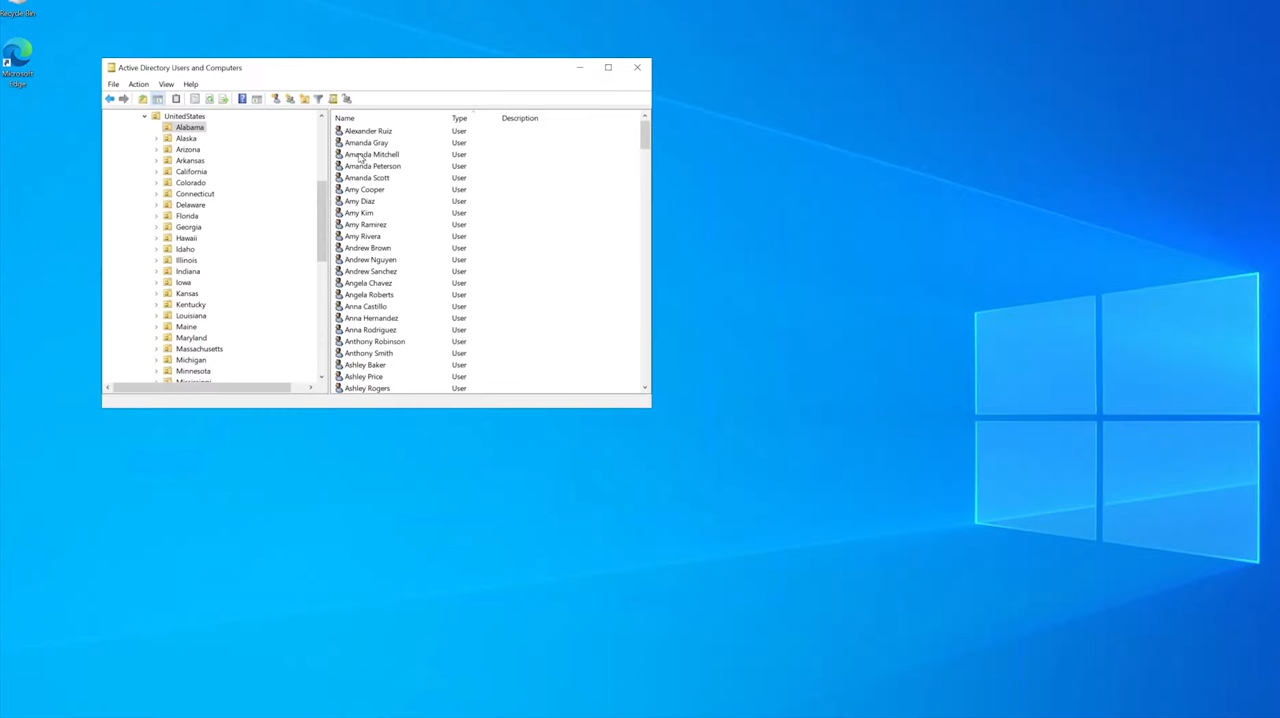 Recycle Bin
Microsoft
Edge
Active Directory Users and Computers
File Action View Help
UnitedStates
Alabama
Alaska
Arizona
Arkansas
California
Colorado
Connecticut
Delaware
Florida
Georgia
Hawaii
Idaho
Illinois
Indiana
Iowa
Kansas
Kentucky
Louisiana
Maine
Maryland
Massachusetts
Michigan
Minnesota
Mississippi
Name Type Description
Alexander Ruiz User
Amanda Gray User
Amanda Mitchell User
Amanda Peterson User
Amanda Scott User
Amy Cooper User
Amy Diaz User
Amy Kim User
Amy Ramirez User
Amy Rivera User
Andrew Brown User
Andrew Nguyen User
Andrew Sanchez User
Angela Chavez User
Angela Roberts User
Anna Castillo User
Anna Hernandez User
Anna Rodriguez User
Anthony Robinson User
Anthony Smith User
Ashley Baker User
Ashley Price User
Ashley Rogers User